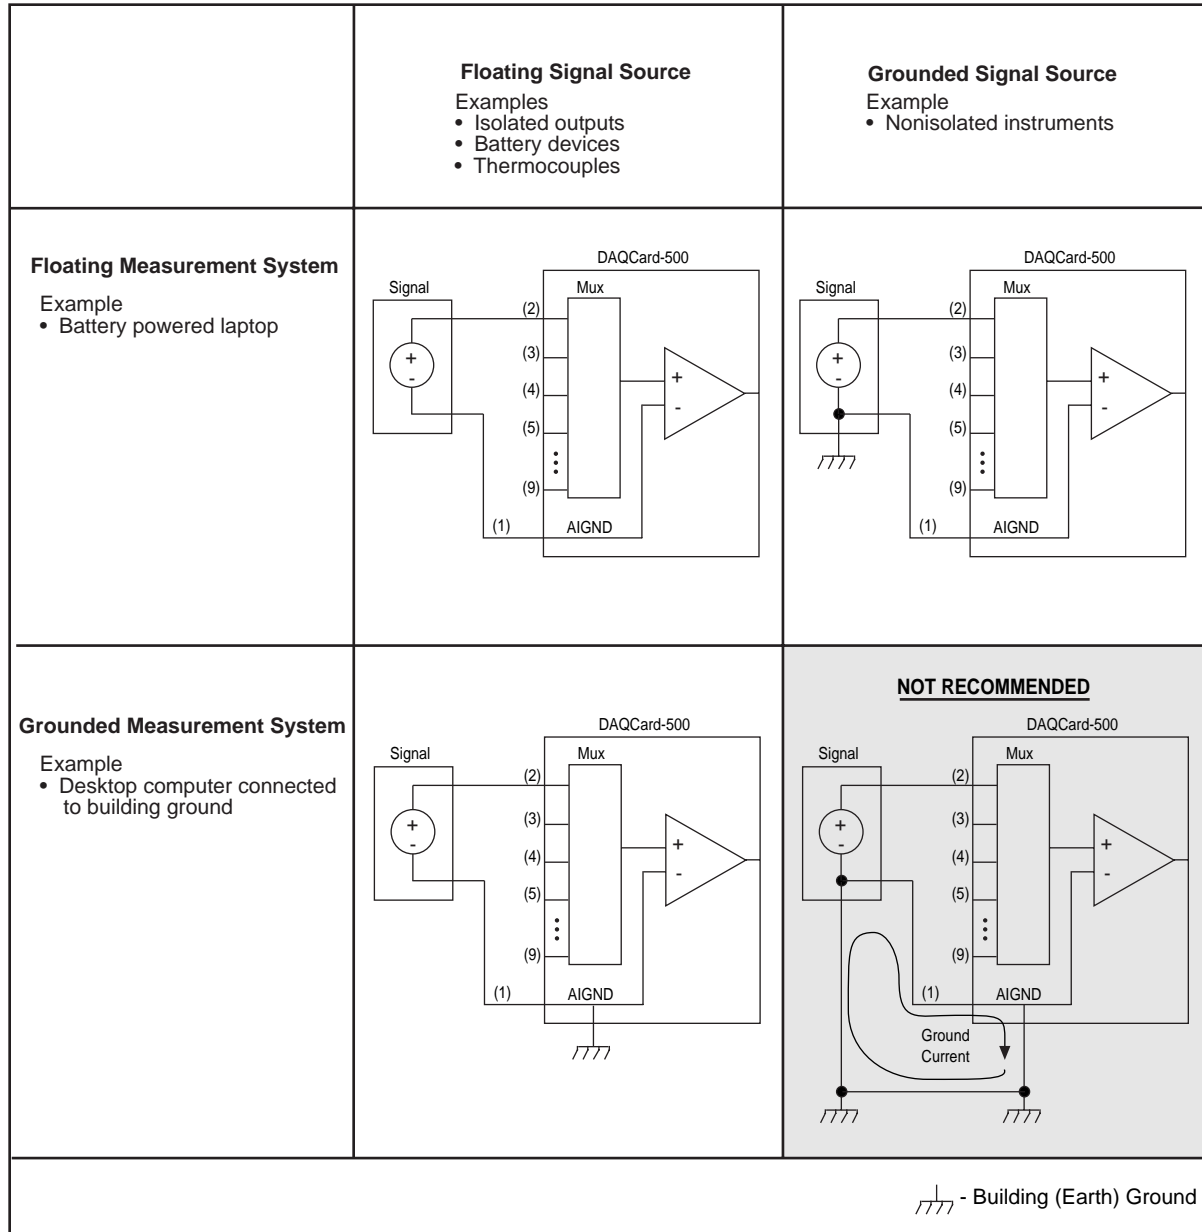 Floating Signal Source
Examples
• Isolated outputs
• Battery devices
• Thermocouples
Grounded Signal Source
Example
• Nonisolated instruments
Floating Measurement System
Example
• Battery powered laptop
DAQCard-500
Signal
Mux
(2)
+
-
(3)
(4)
+
-
(5)
(9)
(1)
AIGND
DAQCard-500
Signal
Mux
(2)
+
-
(3)
(4)
+
-
(5)
(9)
(1)
AIGND
Grounded Measurement System
Example
• Desktop computer connected
to building ground
DAQCard-500
Signal
Mux
(2)
+
-
(3)
(4)
+
-
(5)
(9)
(1)
AIGND
NOT RECOMMENDED
DAQCard-500
Signal
Mux
(2)
+
-
(3)
(4)
+
-
(5)
(9)
(1)
AIGND
Ground
Current
- Building (Earth) Ground